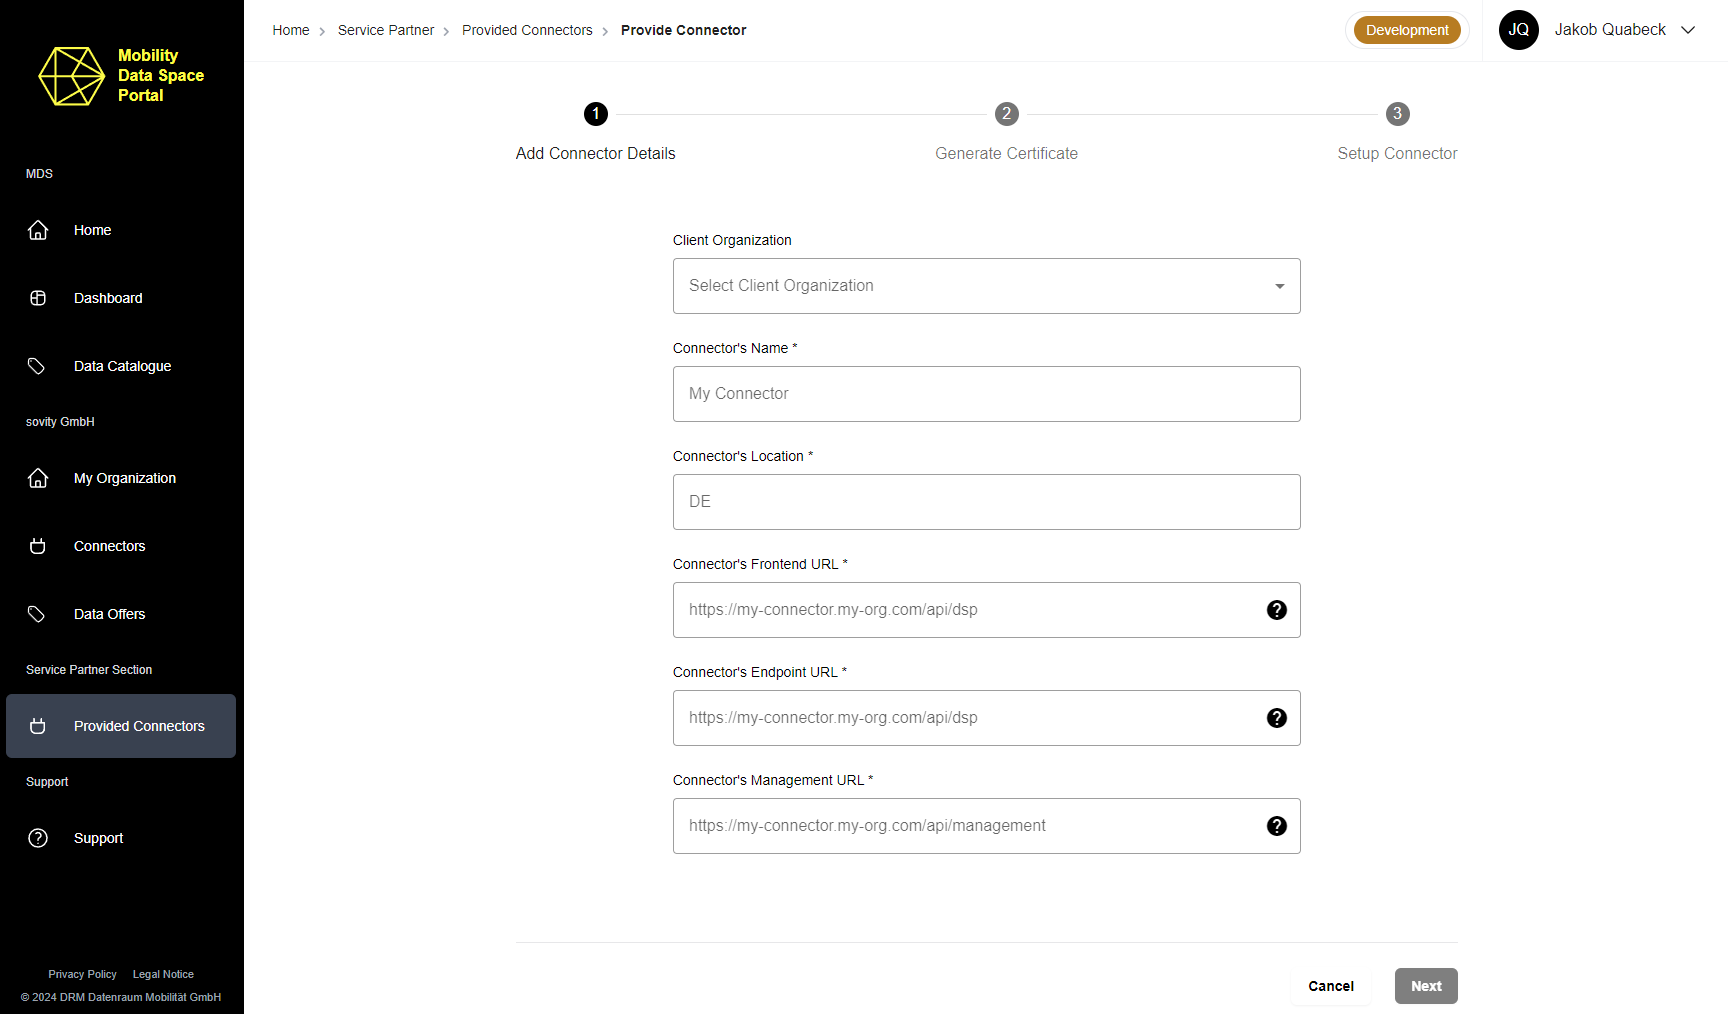 Mobility
Data Space
Portal
MDS
Home
Dashboard
Data Catalogue
sovity GmbH
My Organization
Connectors
Data Offers
Service Partner Section
Provided Connectors
Support
Support
Privacy Policy Legal Notice
© 2024 DRM Datenraum Mobilität GmbH
Home > Service Partner > Provided Connectors > Provide Connector
Development
JQ Jakob Quabeck
1 2 3
Add Connector Details Generate Certificate Setup Connector
Client Organization
Select Client Organization
Connector's Name *
My Connector
Connector's Location *
DE
Connector's Frontend URL *
https://my-connector.my-org.com/api/dsp
Connector's Endpoint URL *
https://my-connector.my-org.com/api/dsp
Connector's Management URL *
https://my-connector.my-org.com/api/management
Cancel Next